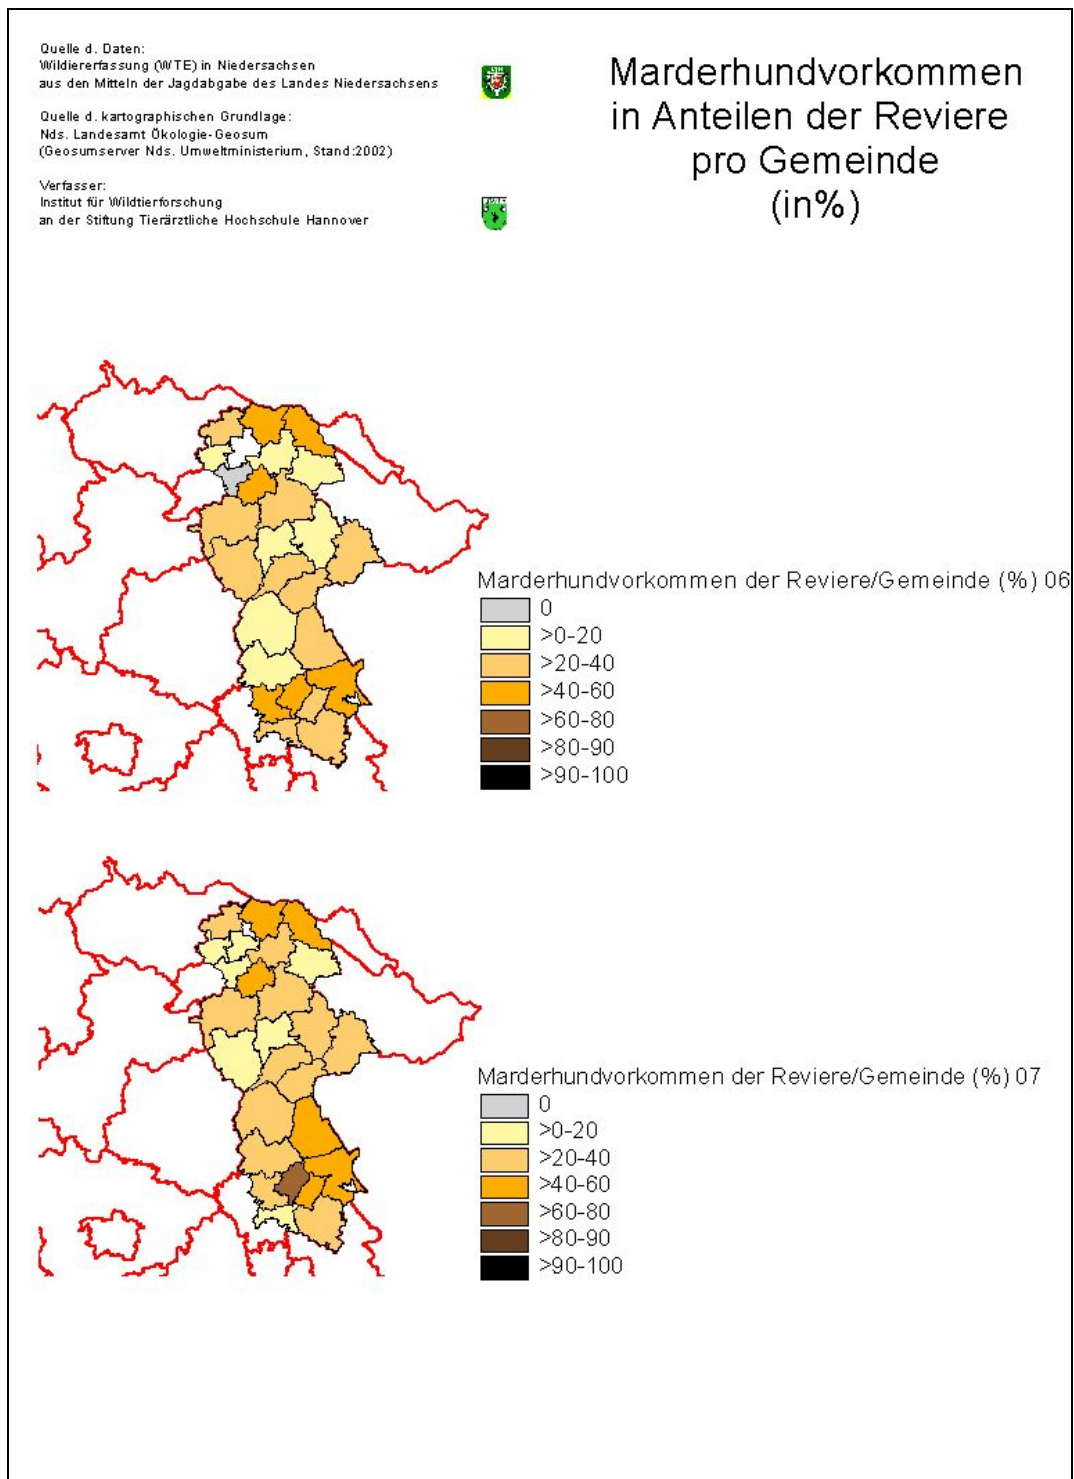 Quelle d. Daten:
Wildiererfassung (WTE) in Niedersachsen
aus den Mitteln der Jagdabgabe des Landes Niedersachsens
Quelle d. kartographischen Grundlage:
Nds. Landesamt Ökologie-Geosum
(Geosumserver Nds. Umweltministerium, Stand:2002)
Verfasser:
Institut für Wildtierforschung
an der Stiftung Tierärztliche Hochschule Hannover
Marderhundvorkommen
in Anteilen der Reviere
pro Gemeinde
(in%)
Marderhundvorkommen der Reviere/Gemeinde (%) 06
0
>0-20
>20-40
>40-60
>60-80
>80-90
>90-100
Marderhundvorkommen der Reviere/Gemeinde (%) 07
0
>0-20
>20-40
>40-60
>60-80
>80-90
>90-100